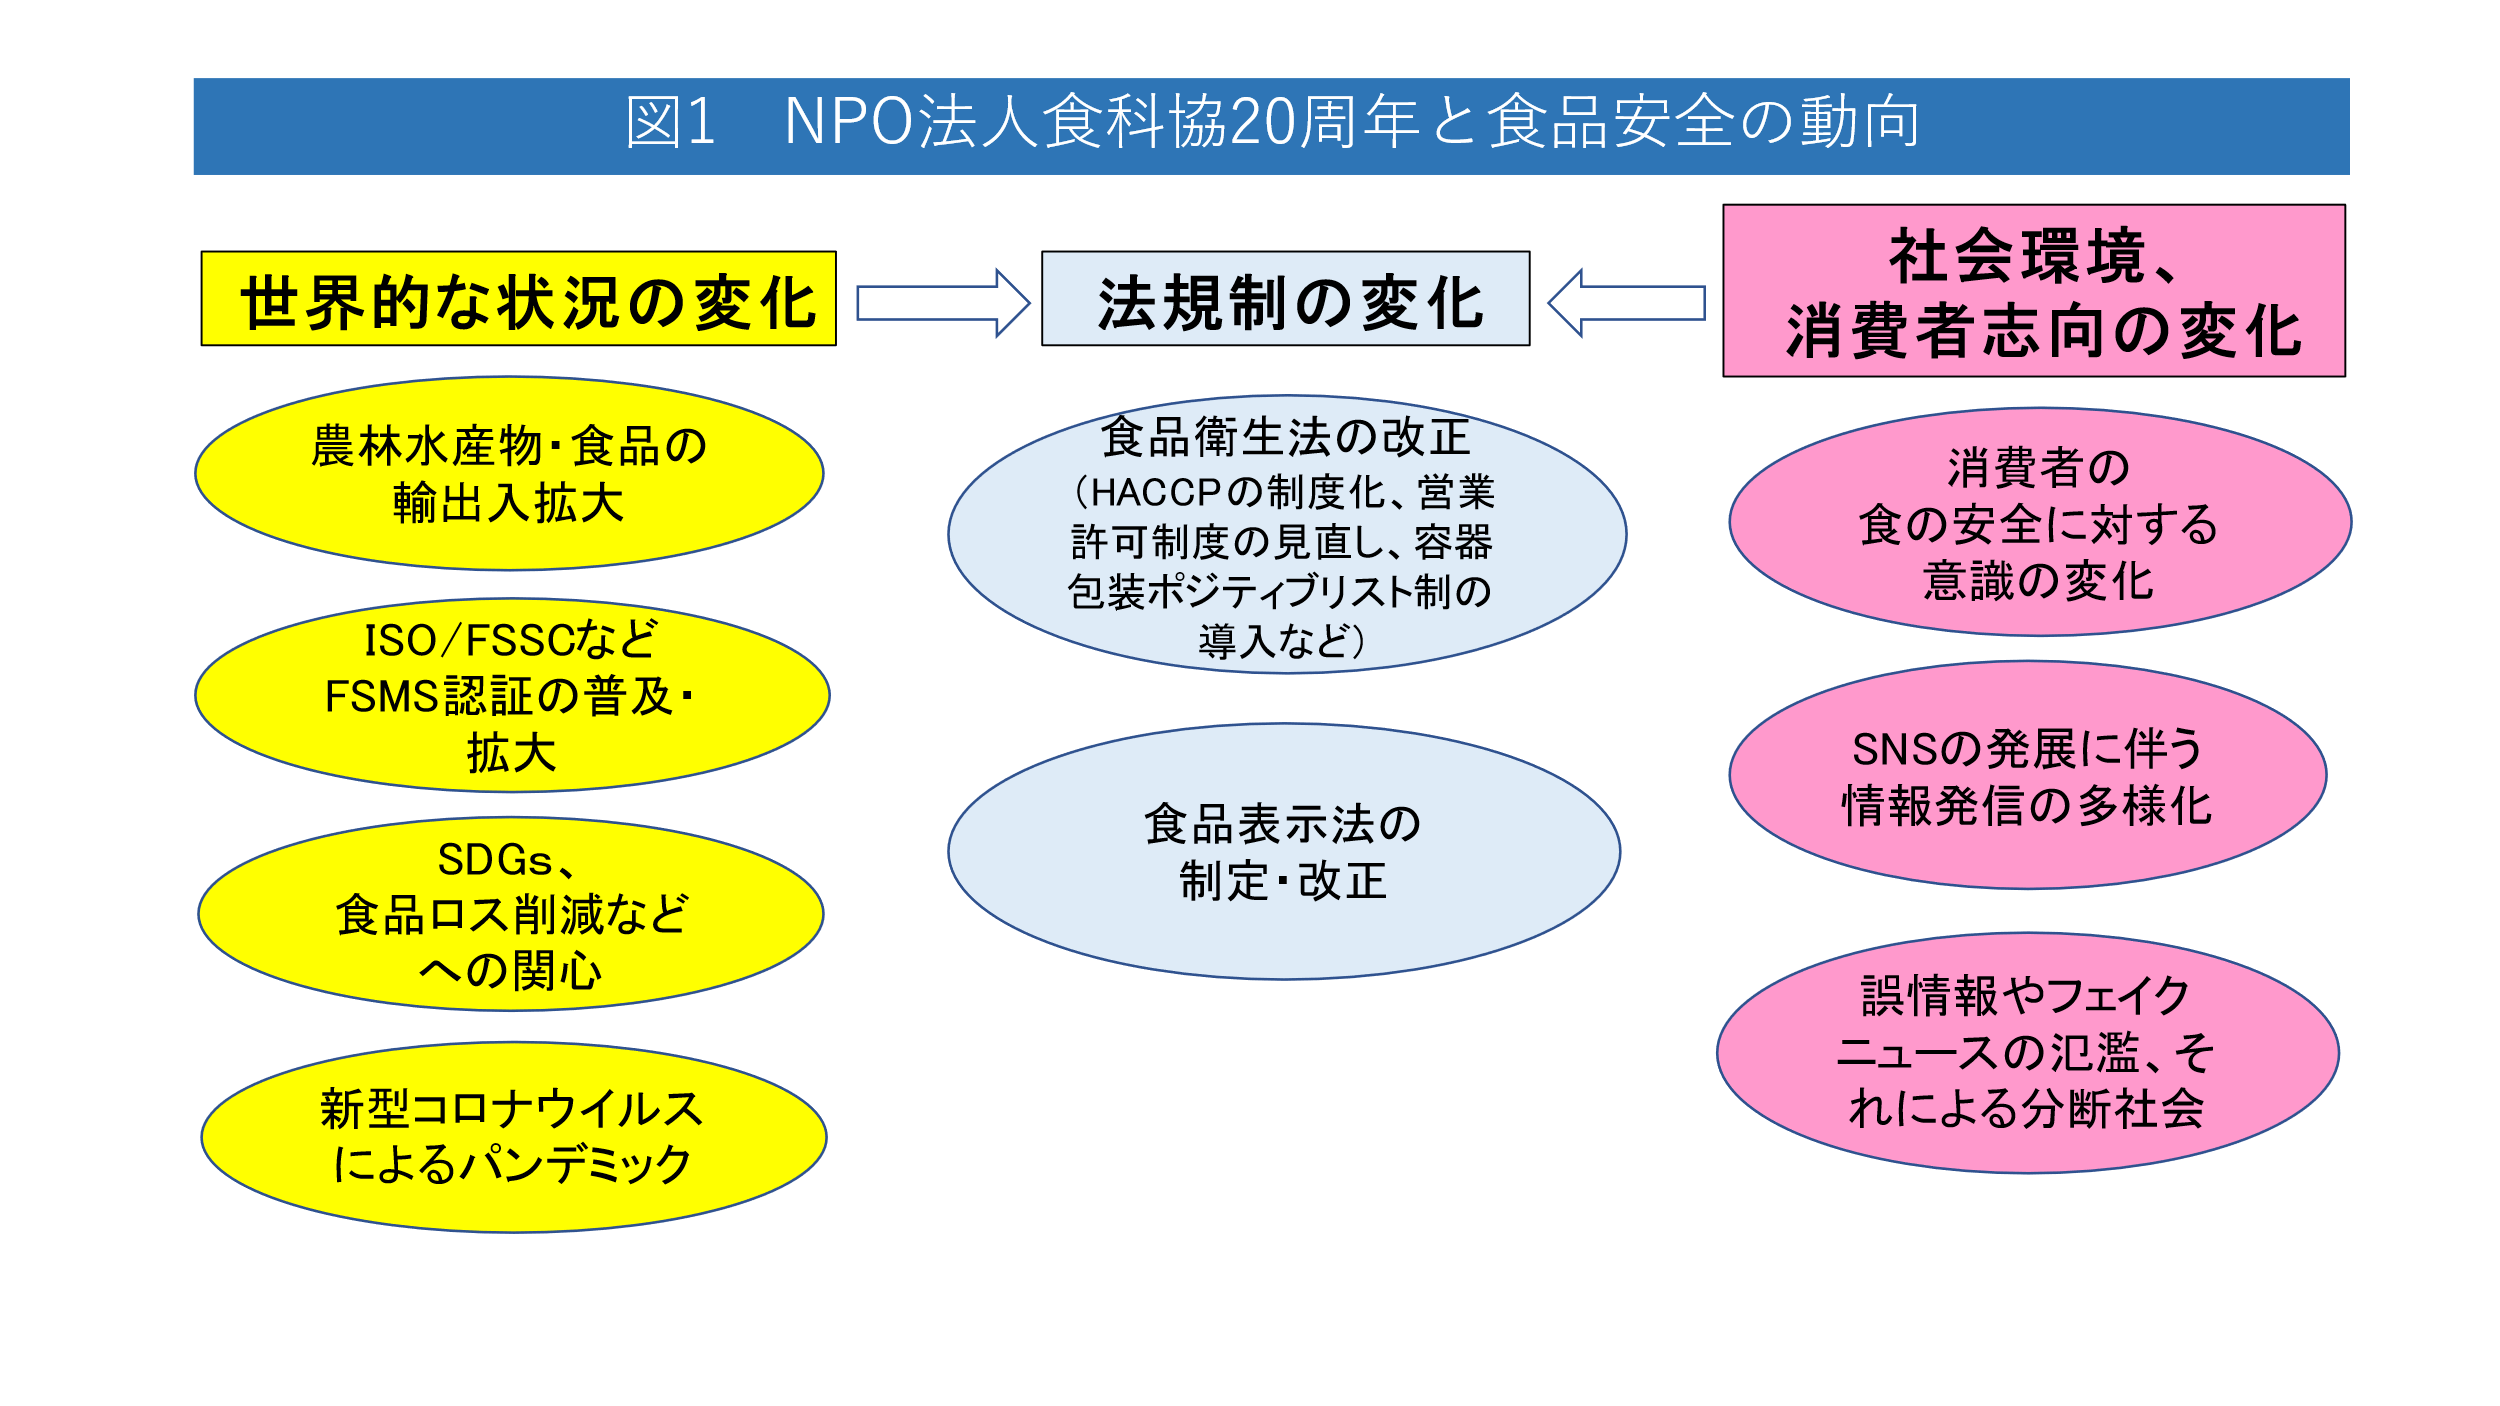 図1　NPO法人食科協20周年と食品安全の動向
世界的な状況の変化
農林水産物・食品の
輸出入拡大
ISO/FSSCなど
FSMS認証の普及・
拡大
SDGs、
食品ロス削減など
への関心
新型コロナウイルス
によるパンデミック
法規制の変化
食品衛生法の改正
（HACCPの制度化、営業
許可制度の見直し、容器
包装ポジティブリスト制の
導入など）
食品表示法の
制定・改正
社会環境、
消費者志向の変化
消費者の
食の安全に対する
意識の変化
SNSの発展に伴う
情報発信の多様化
誤情報やフェイク
ニュースの氾濫、そ
れによる分断社会